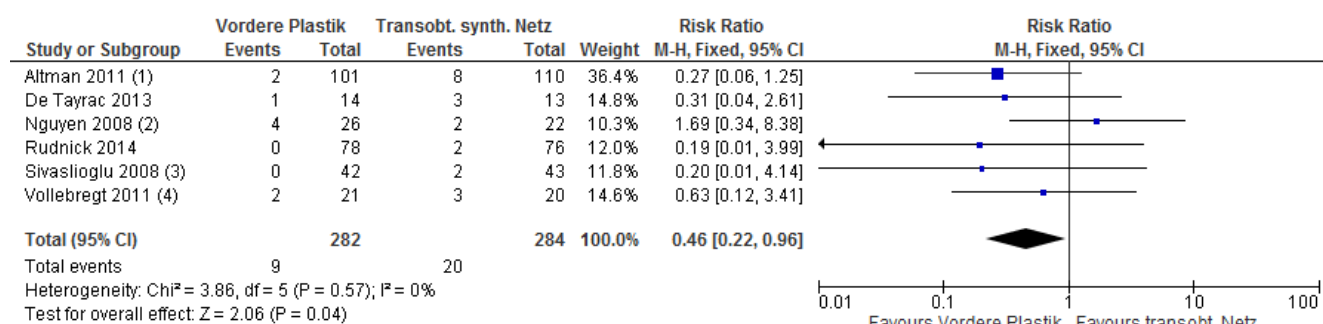 Vordere Plastik Transobt. synth. Netz Risk Ratio Risk Ratio
Study or Subgroup Events Total Events Total Weight M-H, Fixed, 95% CI M-H, Fixed, 95% CI
Altman 2011 (1) 2 101 8 110 36.4% 0.27 [0.06, 1.25]
De Tayrac 2013 1 14 3 13 14.8% 0.31 [0.04, 2.61]
Nguyen 2008 (2) 4 26 2 22 10.3% 1.69 [0.34, 8.38]
Rudnick 2014 0 78 2 76 12.0% 0.19 [0.01, 3.99]
Sivaslioglu 2008 (3) 0 42 2 43 11.8% 0.20 [0.01, 4.14]
Vollebregt 2011 (4) 2 21 3 20 14.6% 0.63 [0.12, 3.41]
Total (95% CI) 282 284 100.0% 0.46 [0.22, 0.96]
Total events 9 20
Heterogeneity: Chi² = 3.86, df = 5 (P = 0.57); I² = 0%
Test for overall effect: Z = 2.06 (P = 0.04)
0.01 0.1 1 10 100
Favours Vordere Plastik Favours transobt. Netz